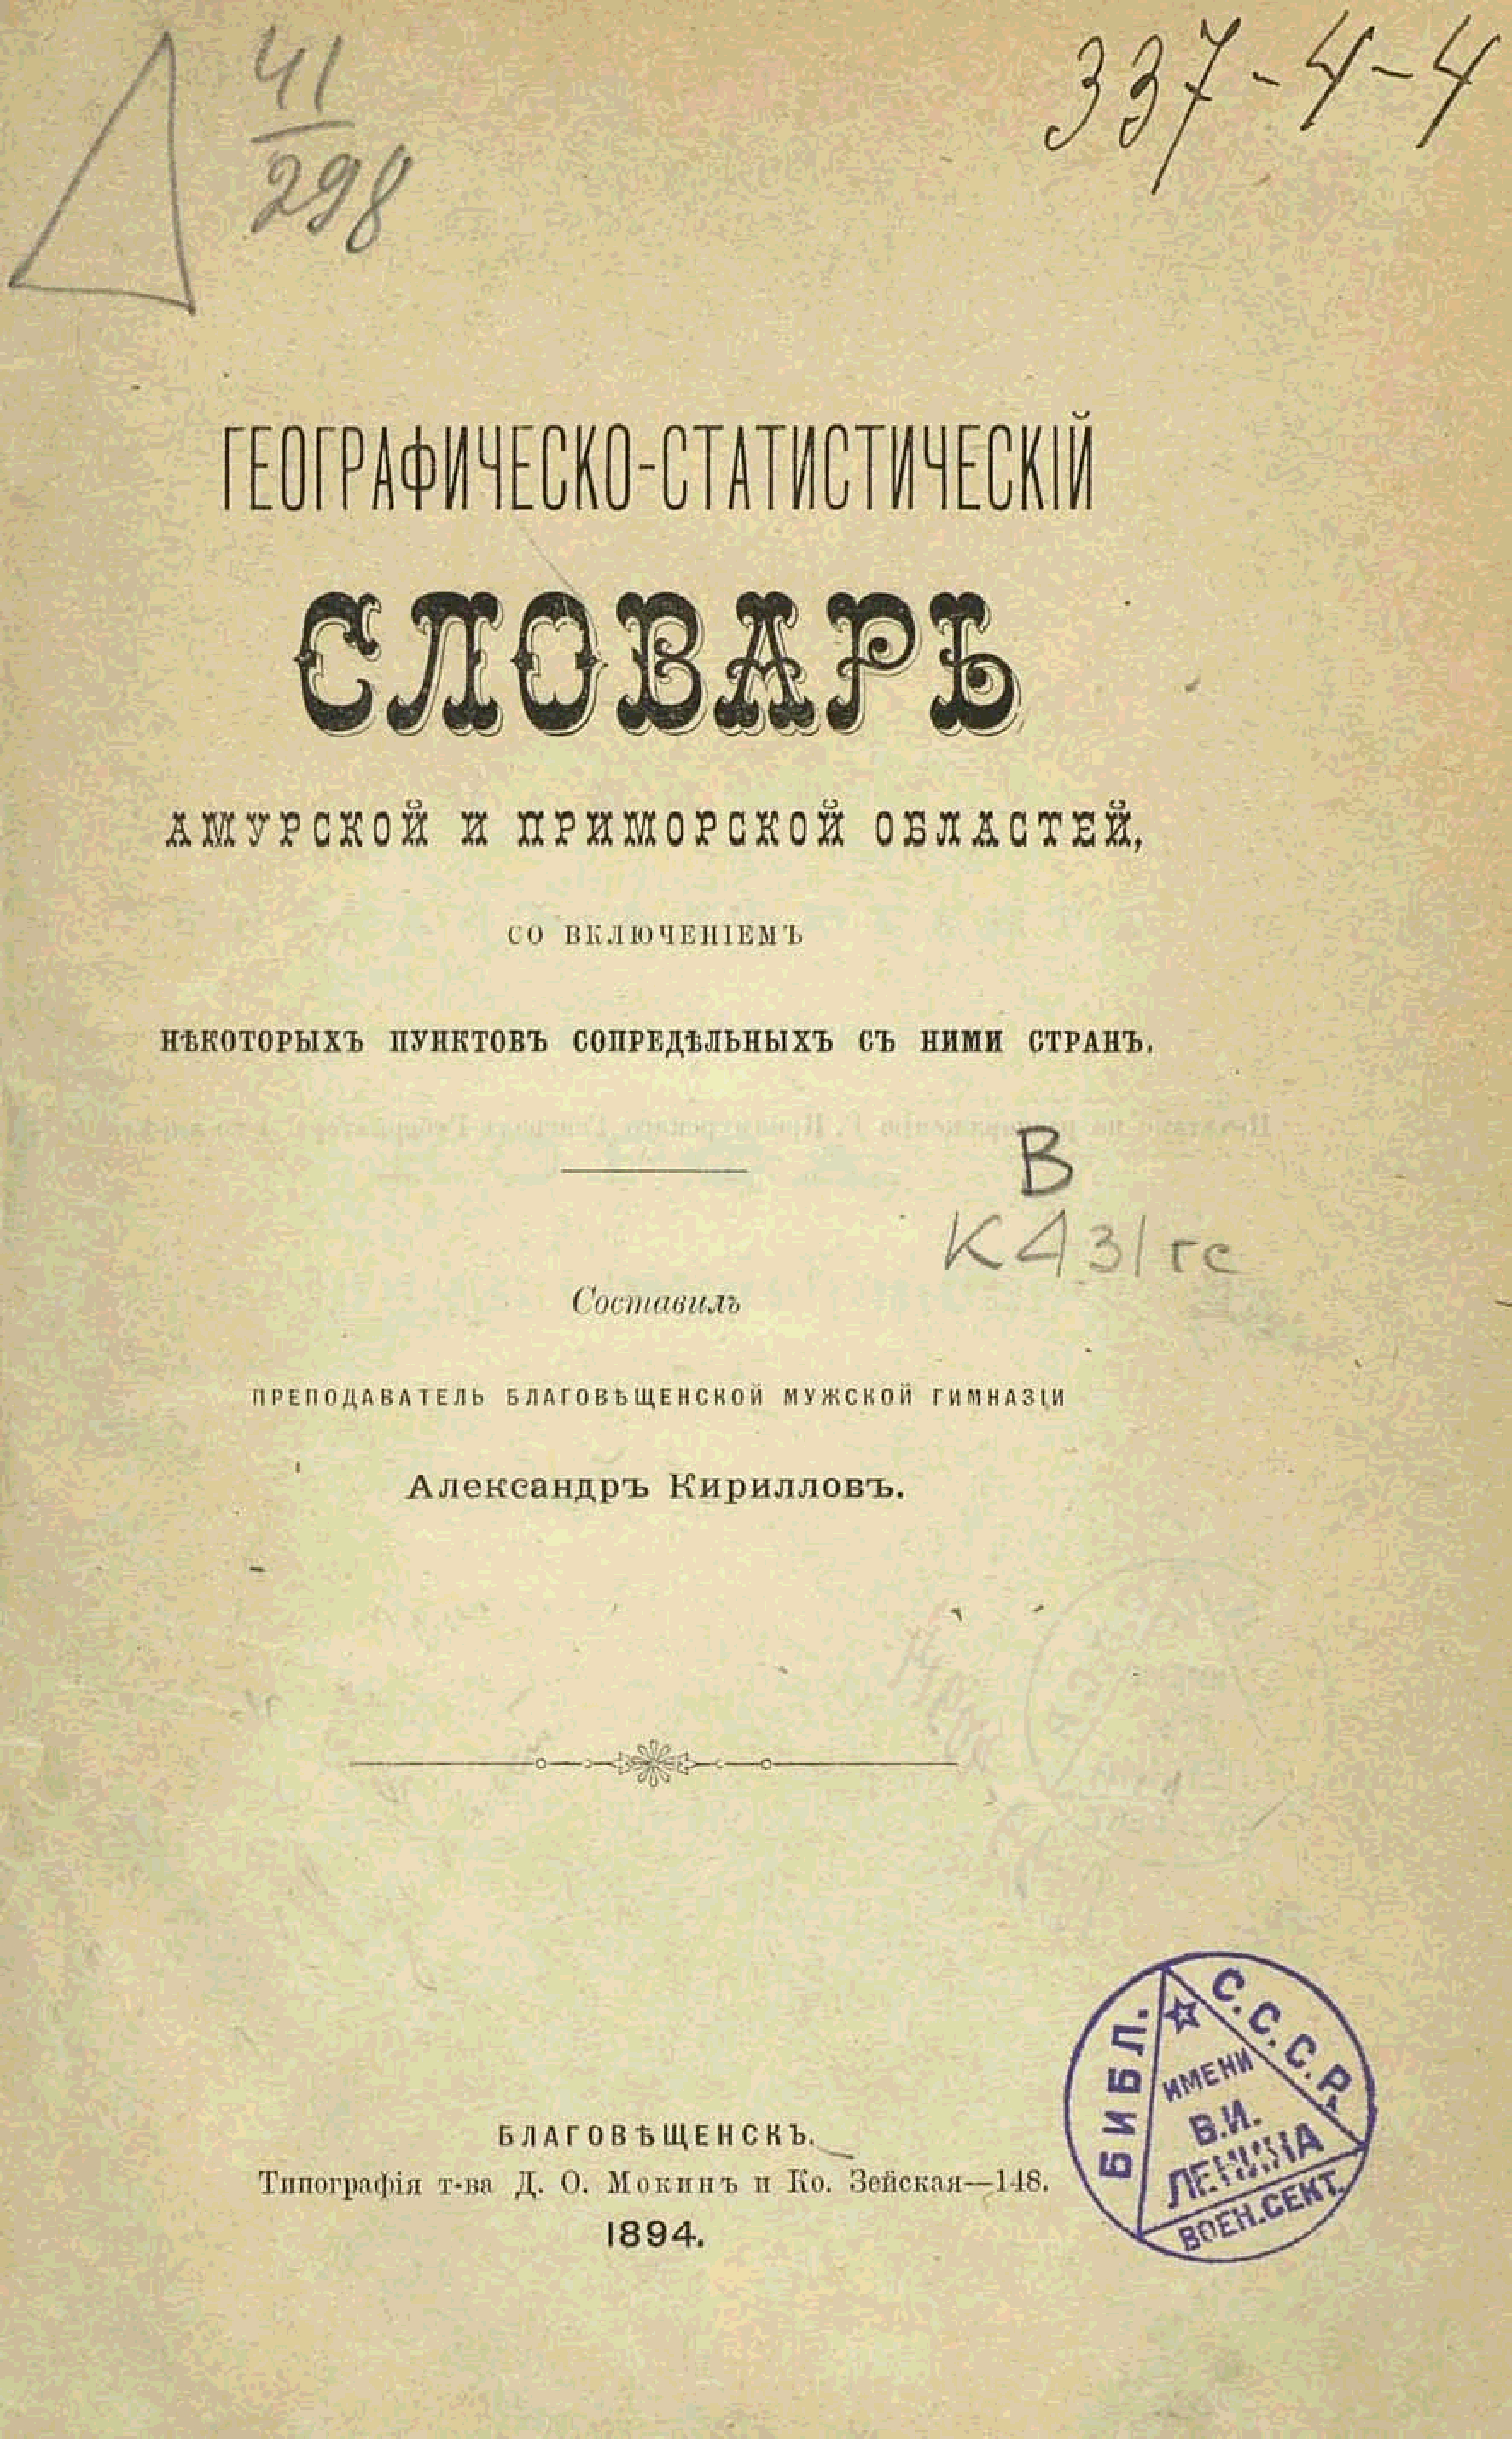 41
298
337-4-4
ГЕОГРАФИЧЕСКО-СТАТИСТИЧЕСКІЙ
СЛОВАРЬ
АМУРСКОЙ И ПРИМОРСКОЙ ОБЛАСТЕЙ,
СО ВКЛЮЧЕНІЕМЪ
НѢКОТОРЫХЪ ПУНКТОВЪ СОПРЕДѢЛЬНЫХЪ СЪ НИМИ СТРАНЪ.
В
К431гс
Составилъ
ПРЕПОДАВАТЕЛЬ БЛАГОВѢЩЕНСКОЙ МУЖСКОЙ ГИМНАЗІИ
Александръ Кирилловъ.
БЛАГОВѢЩЕНСКЪ.
Типографія т-ва Д. О. Мокинъ и Ко. Зейская—148.
1894.
БИБЛ.
С.С.С.Р.
ИМЕНИ
В.И.
ЛЕНИНА
ВОЕН.СЕКТ.